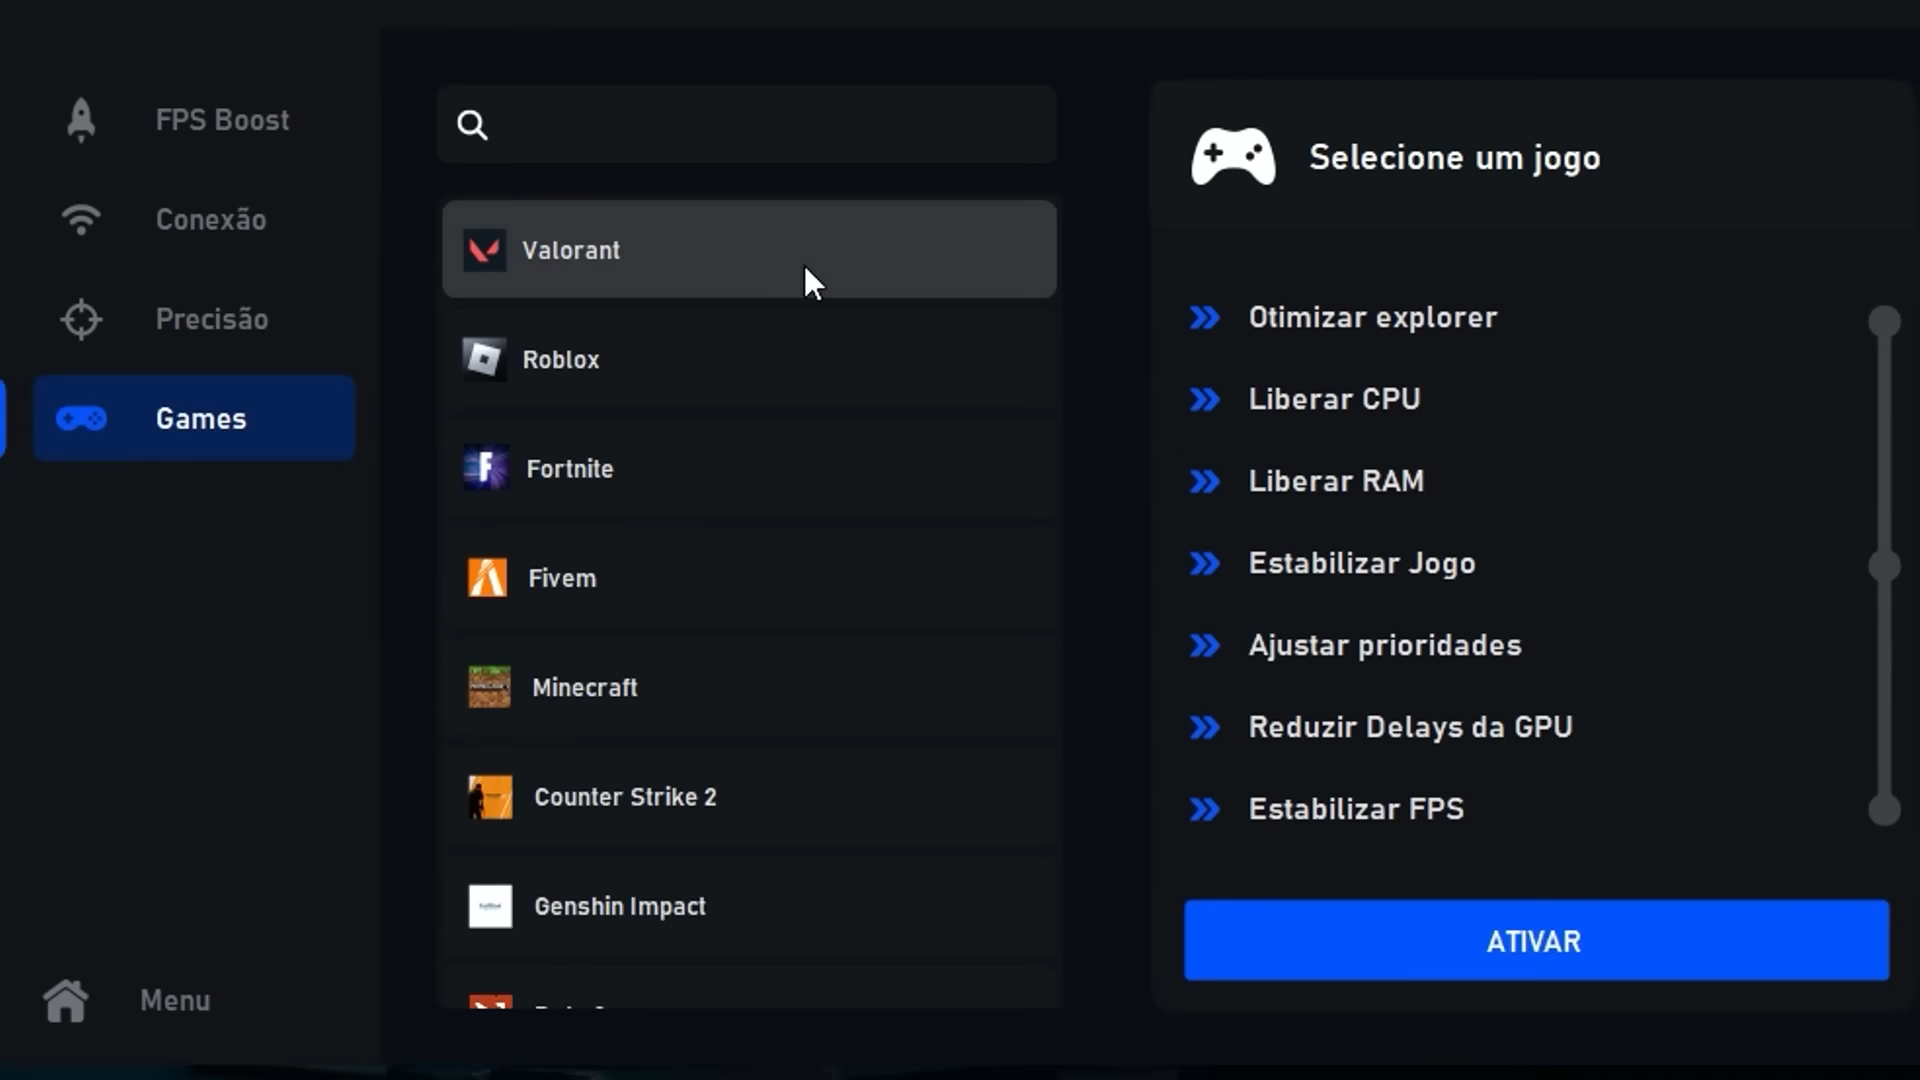 FPS Boost
Conexão
Precisão
Games
Menu
Valorant
Roblox
Fortnite
Fivem
Minecraft
Counter Strike 2
Genshin Impact
Selecione um jogo
Otimizar explorer
Liberar CPU
Liberar RAM
Estabilizar Jogo
Ajustar prioridades
Reduzir Delays da GPU
Estabilizar FPS
ATIVAR